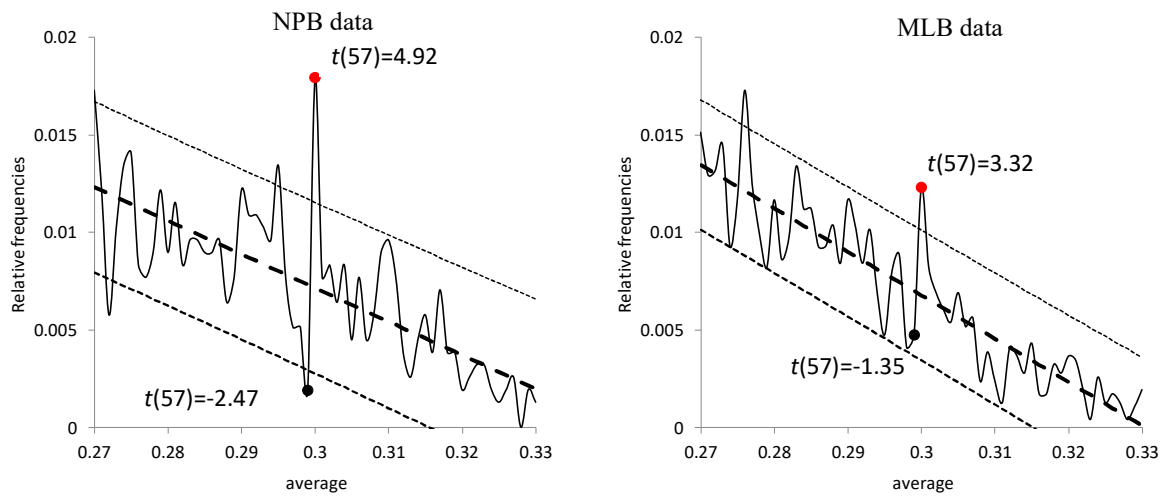 NPB data
0.02
0.015
0.01
0.005
0
Relative frequencies
t(57)=4.92
t(57)=-2.47
0.27
0.28
0.29
0.3
0.31
0.32
0.33
average
MLB data
0.02
0.015
0.01
0.005
0
Relative frequencies
t(57)=3.32
t(57)=-1.35
0.27
0.28
0.29
0.3
0.31
0.32
0.33
average